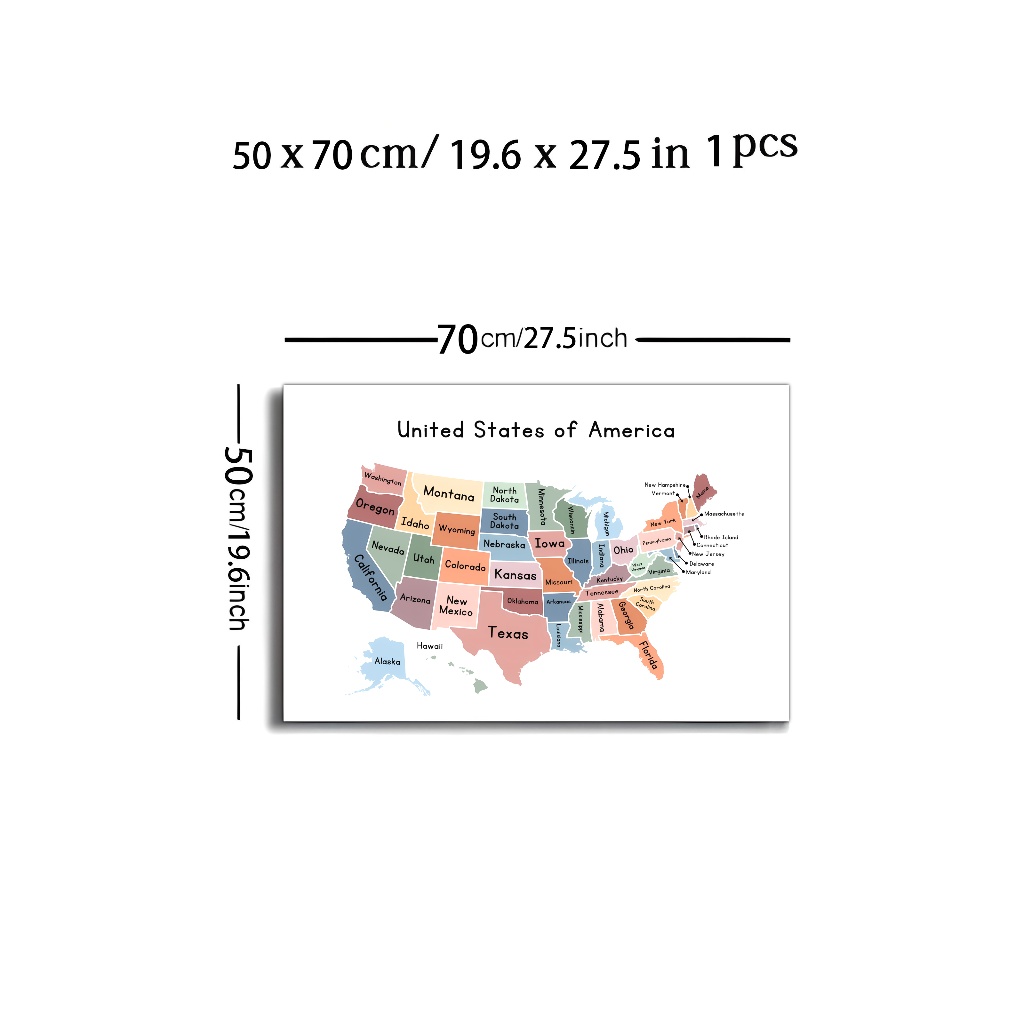 50 x 70 cm/ 19.6 x 27.5 in 1 pcs
70cm/27.5inch
50cm/19.6inch
United States of America
Washington
Oregon
California
Nevada
Idaho
Montana
Wyoming
Utah
Arizona
Colorado
New
Mexico
North
Dakota
South
Dakota
Nebraska
Kansas
Oklahoma
Texas
Minnesota
Iowa
Missouri
Arkansas
Louisiana
Wisconsin
Illinois
Michigan
Indiana
Ohio
Kentucky
Tennessee
Mississippi
Alabama
Georgia
Florida
South
Carolina
North Carolina
Virginia
West
Virginia
Pennsylvania
New York
Vermont
New Hampshire
Maine
Massachusette
Rhode Island
Connecticut
New Jersey
Delaware
Maryland
Alaska
Hawaii